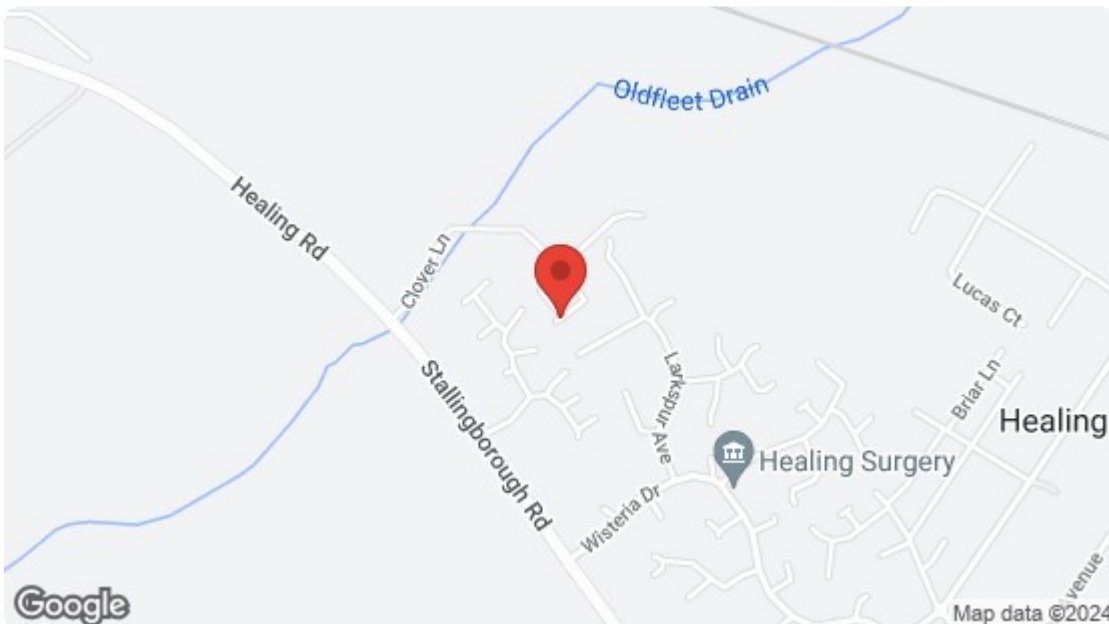 Oldfleet Drain
Healing Rd
Clover Ln
Lucas Ct
Stallingborough Rd
Larkspur Ave
Briar Ln
Healing
Healing Surgery
Wisteria Dr
Avenue
Google
Map data ©2024